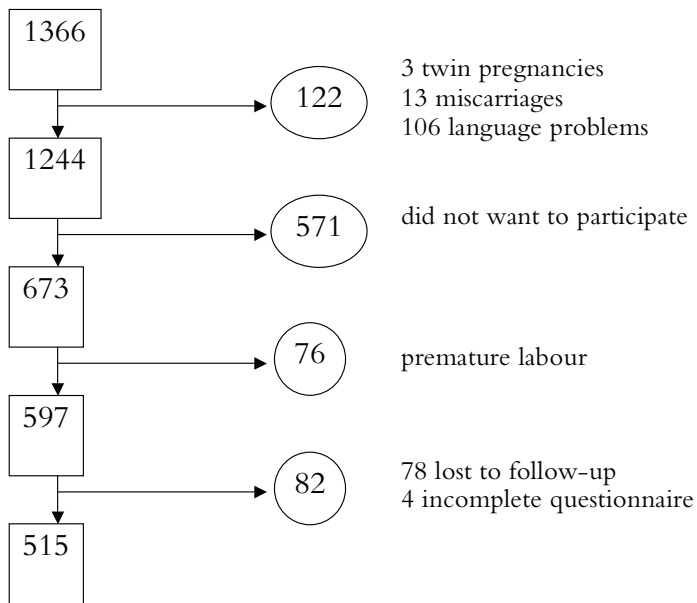 1366
122
3 twin pregnancies
13 miscarriages
106 language problems
1244
571
did not want to participate
673
76
premature labour
597
82
78 lost to follow-up
4 incomplete questionnaire
515